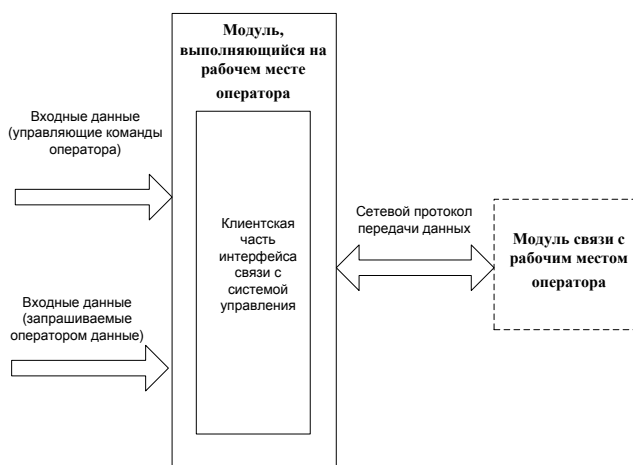 Модуль,
выполняющийся на
рабочем месте
оператора
Входные данные
(управляющие команды
оператора)
Клиентская
часть
интерфейса
связи с
системой
управления
Входные данные
(запрашиваемые
оператором данные)
Сетевой протокол
передачи данных
Модуль связи с
рабочим местом
оператора